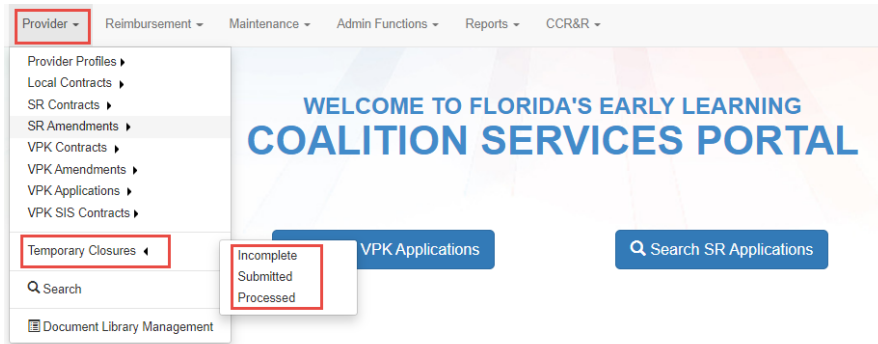 Provider Reimbursement Maintenance Admin Functions Reports CCR&R
Provider Profiles
Local Contracts
SR Contracts
SR Amendments
VPK Contracts
VPK Amendments
VPK Applications
VPK SIS Contracts
Temporary Closures
Search
Document Library Management
Incomplete
Submitted
Processed
WELCOME TO FLORIDA'S EARLY LEARNING
COALITION SERVICES PORTAL
VPK Applications
Search SR Applications